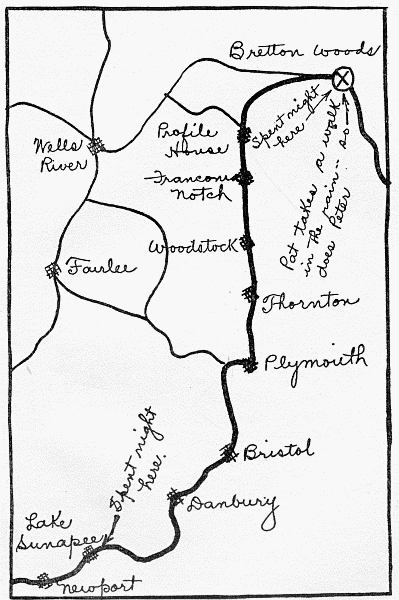 Bretton Woods
Wells
River
Profile
House
Spent night
here
Franconia
Notch
Pat takes a walk
in the rain -- so
does Peter
Woodstock
Fairlee
Thornton
Plymouth
Spent night
here.
Bristol
Danbury
Lake
Sunapee
Newport